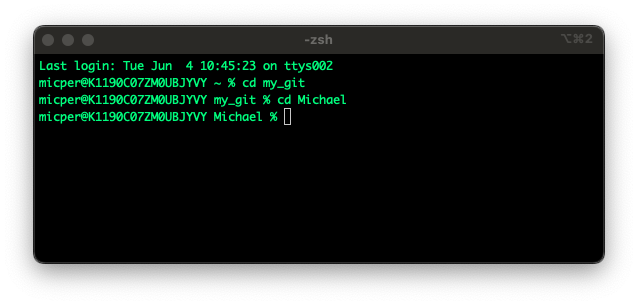 -zsh
⌥⌘2
Last login: Tue Jun  4 10:45:23 on ttys002
micper@K1190C07ZM0UBJYVY ~ % cd my_git
micper@K1190C07ZM0UBJYVY my_git % cd Michael
micper@K1190C07ZM0UBJYVY Michael %